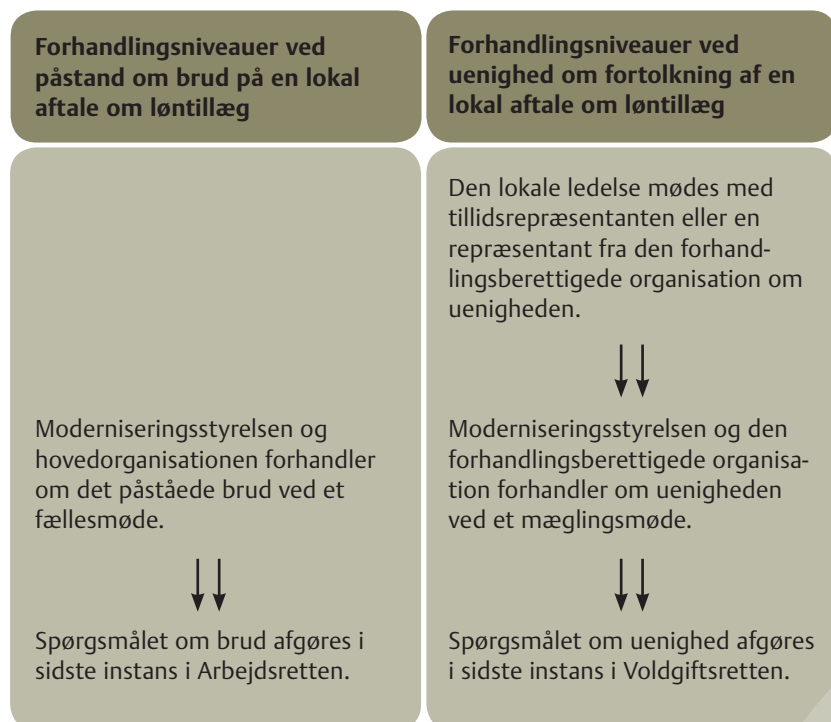 Forhandlingsniveauer ved
påstand om brud på en lokal
aftale om løntillæg
Moderniseringsstyrelsen og
hovedorganisationen forhandler
om det påståede brud ved et
fællesmøde.
Spørgsmålet om brud afgøres i
sidste instans i Arbejdsretten.
Forhandlingsniveauer ved
uenighed om fortolkning af en
lokal aftale om løntillæg
Den lokale ledelse mødes med
tillidsrepræsentanten eller en
repræsentant fra den forhand-
lingsberettigede organisation om
uenigheden.
Moderniseringsstyrelsen og den
forhandlingsberettigede organisa-
tion forhandler om uenigheden
ved et mæglingsmøde.
Spørgsmålet om uenighed afgøres
i sidste instans i Voldgiftsretten.